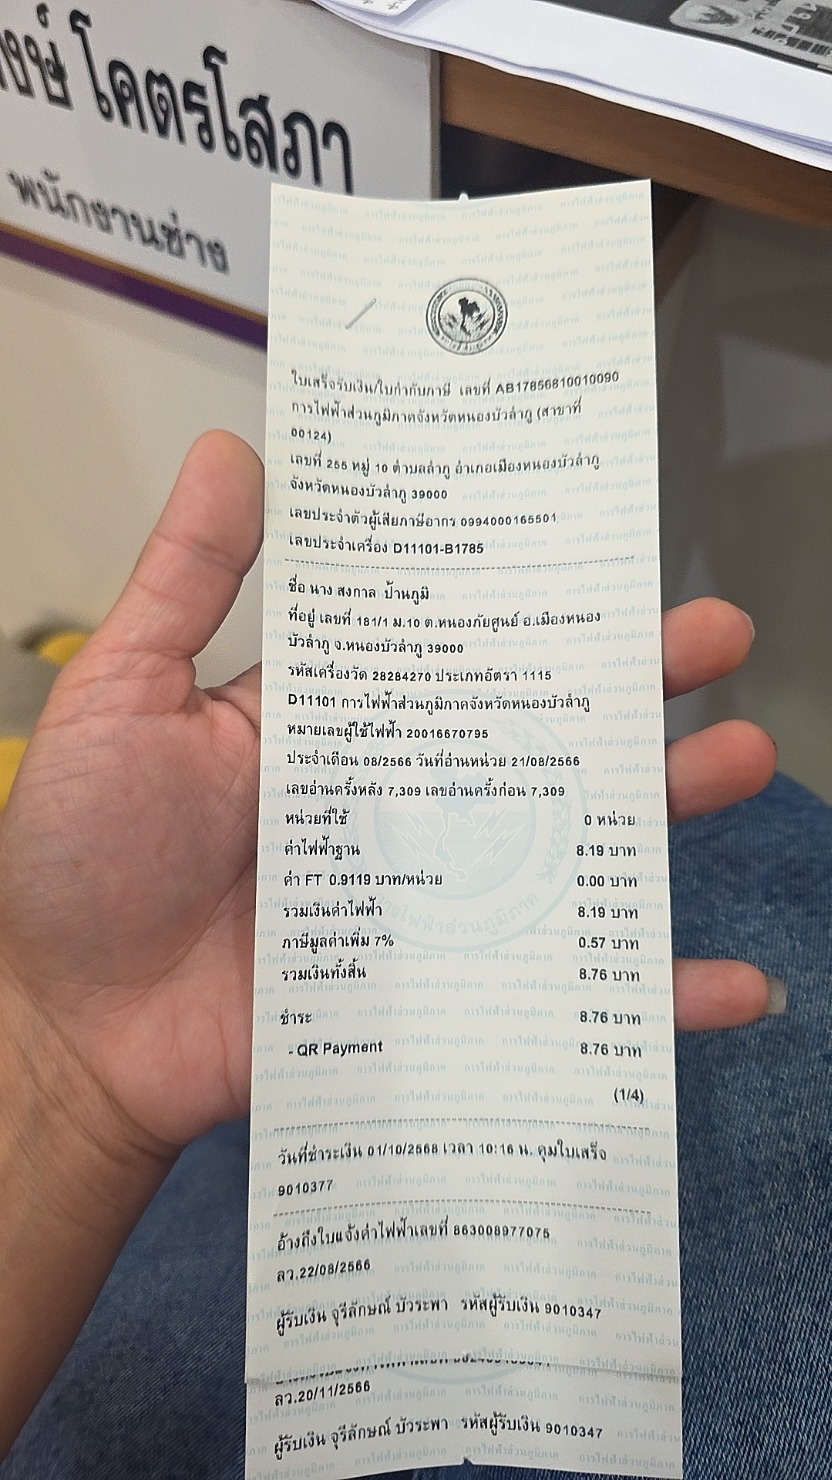 โคตรโสภา
พนักงานช่าง
ใบเสร็จรับเงิน/ใบกำกับภาษี เลขที่ AB17856810010090
การไฟฟ้าส่วนภูมิภาคจังหวัดหนองบัวลำภู (สาขาที่
00124)
เลขที่ 255 หมู่ 10 ตำบลลำภู อำเภอเมืองหนองบัวลำภู
จังหวัดหนองบัวลำภู 39000
เลขประจำตัวผู้เสียภาษีอากร 0994000165501
เลขประจำเครื่อง D11101-B1785
ชื่อ นาง สงกาล ป้านภูมิ
ที่อยู่ เลขที่ 181/1 ม.10 ต.หนองภัยศูนย์ อ.เมืองหนอง
บัวลำภู จ.หนองบัวลำภู 39000
รหัสเครื่องวัด 28284270 ประเภทอัตรา 1115
D11101 การไฟฟ้าส่วนภูมิภาคจังหวัดหนองบัวลำภู
หมายเลขผู้ใช้ไฟฟ้า 20016670795
ประจำเดือน 08/2566 วันที่อ่านหน่วย 21/08/2566
เลขอ่านครั้งหลัง 7,309 เลขอ่านครั้งก่อน 7,309
หน่วยที่ใช้ 0 หน่วย
ค่าไฟฟ้าฐาน 8.19 บาท
ค่า FT 0.9119 บาท/หน่วย 0.00 บาท
รวมเงินค่าไฟฟ้า 8.19 บาท
ภาษีมูลค่าเพิ่ม 7% 0.57 บาท
รวมเงินทั้งสิ้น 8.76 บาท
ชำระ 8.76 บาท
- QR Payment 8.76 บาท
(1/4)
วันที่ชำระเงิน 01/10/2568 เวลา 10:16 น. คุมใบเสร็จ
9010377
อ้างถึงใบแจ้งค่าไฟฟ้าเลขที่ 863008977075
ลว.22/08/2566
ผู้รับเงิน จุรีลักษณ์ บัวระพา รหัสผู้รับเงิน 9010347
ลว.20/11/2566
ผู้รับเงิน จุรีลักษณ์ บัวระพา รหัสผู้รับเงิน 9010347